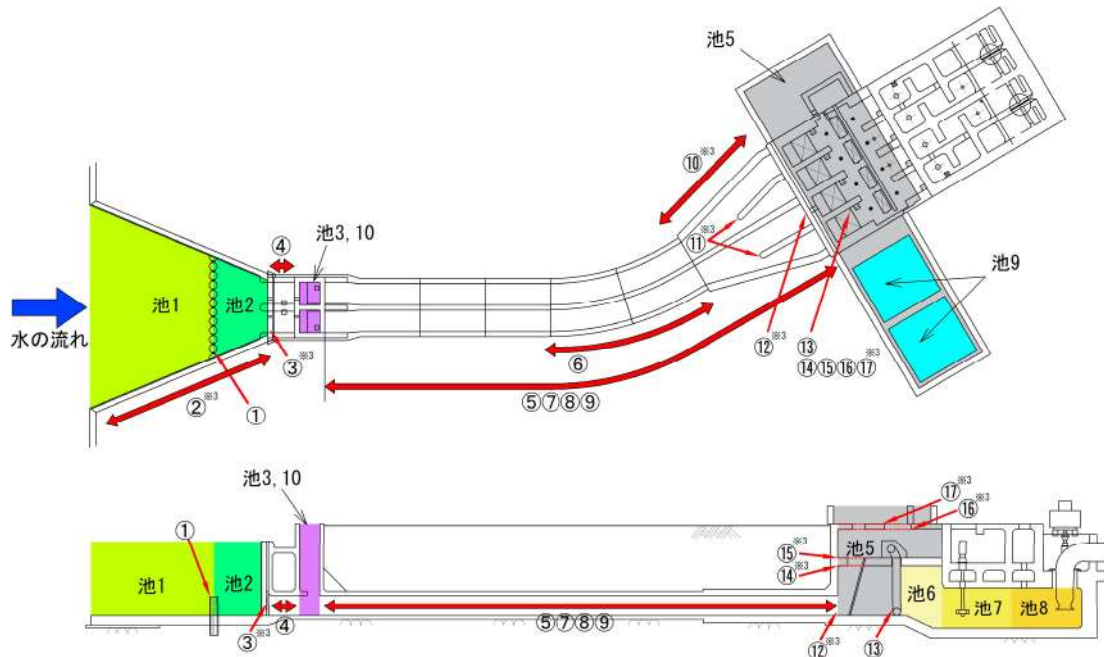 池5
⑩※3
④
池3,10
⑪※3
池9
池1
池2
水の流れ
③※3
⑥
⑫※3
⑬
⑭⑮⑯⑰※3
②※3
①
⑤⑦⑧⑨
池3,10
⑰※3
⑯※3
①
⑮※3
池5
池1
池2
⑭※3
池6
池7
池8
③※3
④
⑤⑦⑧⑨
⑫※3
⑬